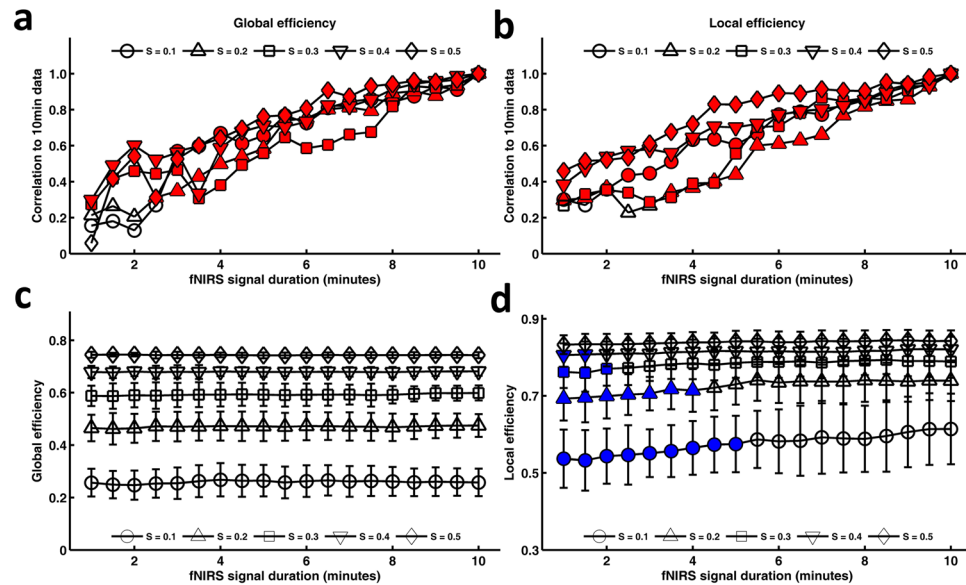 a
Global efficiency
S = 0.1 S = 0.2 S = 0.3 S = 0.4 S = 0.5
Correlation to 10min data
1.0
0.8
0.6
0.4
0.2
0
2 4 6 8 10
fNIRS signal duration (minutes)
b
Local efficiency
S = 0.1 S = 0.2 S = 0.3 S = 0.4 S = 0.5
Correlation to 10min data
1.0
0.8
0.6
0.4
0.2
0
2 4 6 8 10
fNIRS signal duration (minutes)
c
Global efficiency
0.8
0.6
0.4
0.2
0
S = 0.1 S = 0.2 S = 0.3 S = 0.4 S = 0.5
2 4 6 8 10
fNIRS signal duration (minutes)
d
Local efficiency
0.9
0.7
0.5
0.3
S = 0.1 S = 0.2 S = 0.3 S = 0.4 S = 0.5
2 4 6 8 10
fNIRS signal duration (minutes)